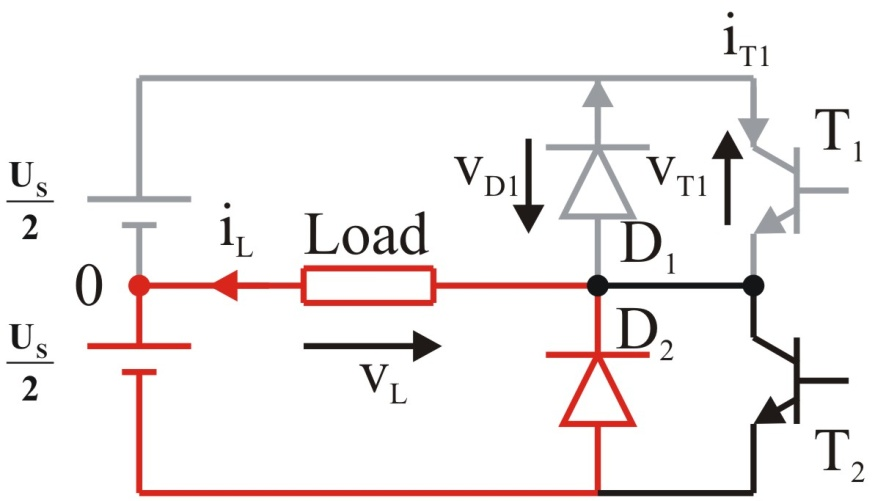 i_T1
T_1
v_D1
v_T1
U_s/2
i_L
Load
D_1
0
U_s/2
D_2
v_L
T_2